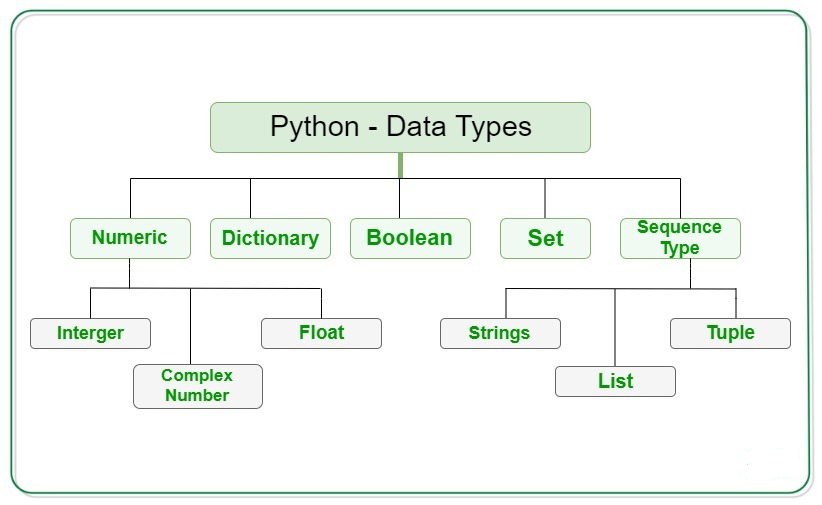 Python - Data Types
Numeric
Dictionary
Boolean
Set
Sequence
Type
Interger
Float
Strings
Tuple
Complex
Number
List